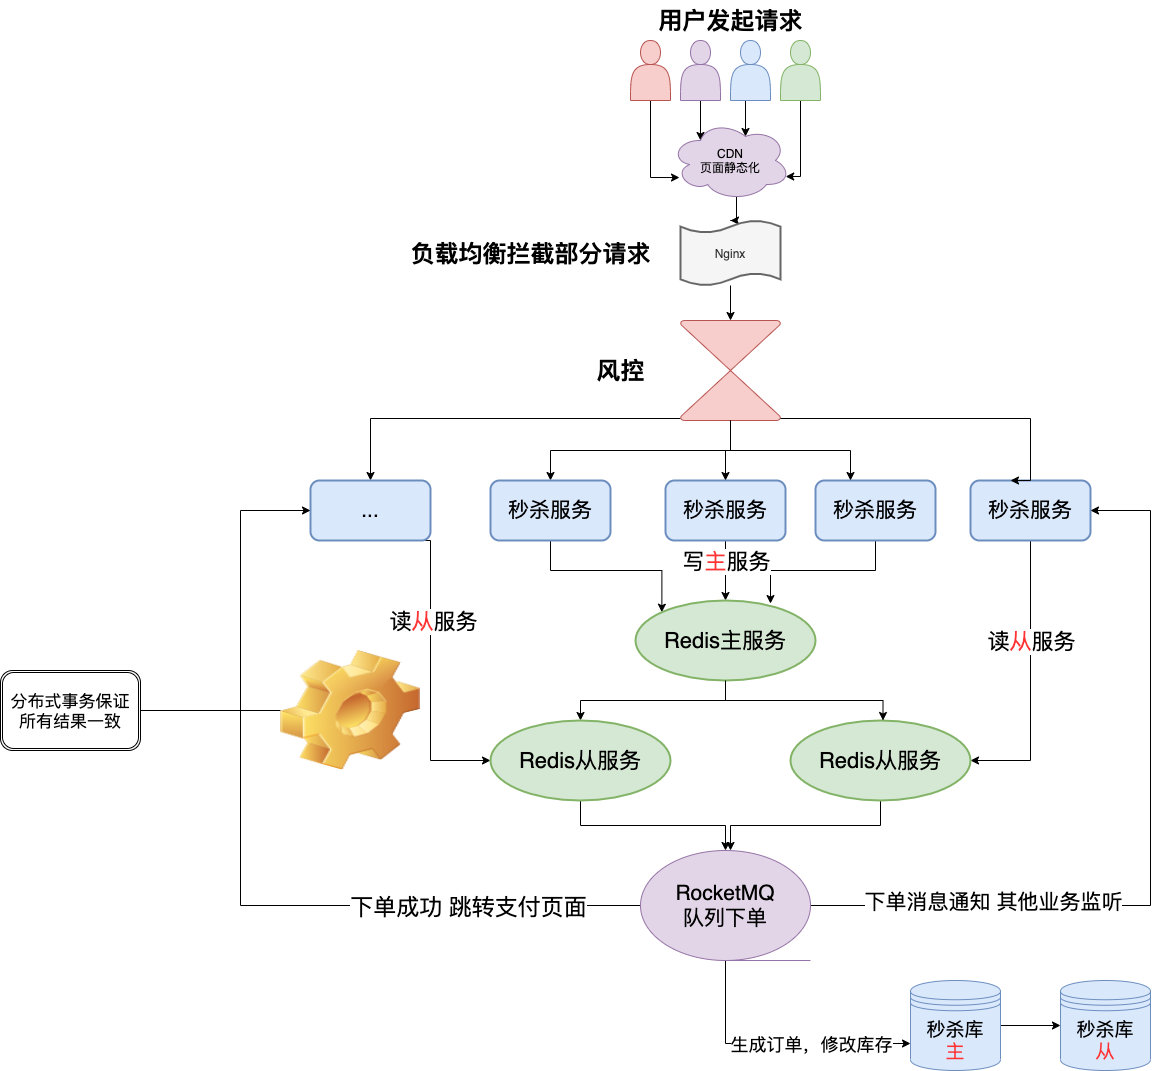 用户发起请求
CDN
页面静态化
负载均衡拦截部分请求
Nginx
风控
...
秒杀服务
秒杀服务
秒杀服务
秒杀服务
写主服务
读从服务
Redis主服务
读从服务
分布式事务保证
所有结果一致
Redis从服务
Redis从服务
RocketMQ
队列下单
下单成功 跳转支付页面
下单消息通知 其他业务监听
生成订单，修改库存
秒杀库
主
秒杀库
从